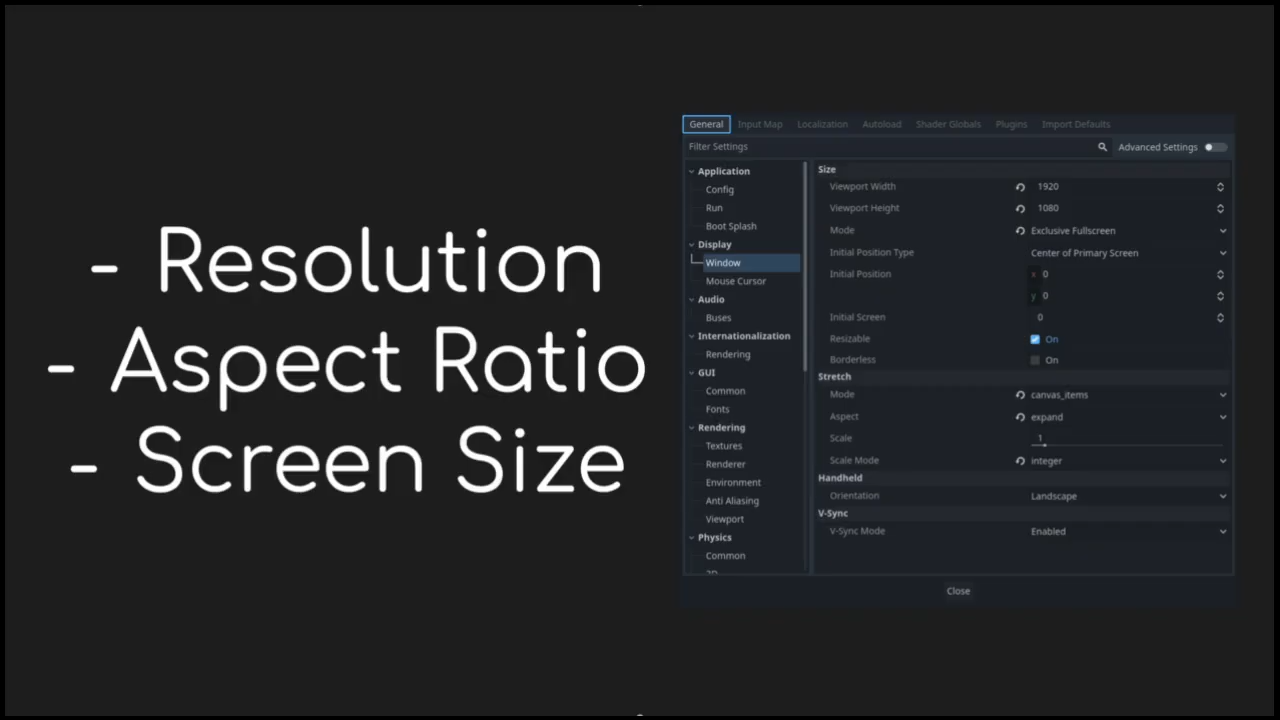 - Resolution
- Aspect Ratio
- Screen Size
General Input Map Localization Autoload Shader Globals Plugins Import Defaults
Filter Settings Advanced Settings
Application
Config
Run
Boot Splash
Display
Window
Mouse Cursor
Audio
Buses
Internationalization
Rendering
GUI
Common
Fonts
Rendering
Textures
Renderer
Environment
Anti Aliasing
Viewport
Physics
Common
2D
Size
Viewport Width 1920
Viewport Height 1080
Mode Exclusive Fullscreen
Initial Position Type Center of Primary Screen
Initial Position x 0
y 0
Initial Screen 0
Resizable On
Borderless On
Stretch
Mode canvas_items
Aspect expand
Scale 1
Scale Mode integer
Handheld
Orientation Landscape
V-Sync
V-Sync Mode Enabled
Close